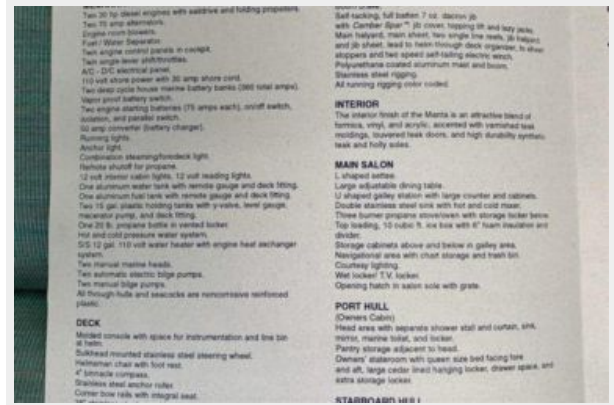 Two 30 hp diesel engines with saildrive and folding propellers.
Two 75 amp alternators.
Engine room blowers.
Fuel / Water Separator.
Twin engine control panels in cockpit.
Twin single-lever shift/throttles.
A/C - D/C electrical panel.
110 volt shore power with 30 amp shore cord.
Two deep cycle house marine battery banks (360 total amps).
Vapor proof battery switch.
Two engine starting batteries (75 amps each), on/off switch,
isolation, and parallel switch.
50 amp converter (battery charger).
Running lights.
Anchor light.
Combination steaming/foredeck light.
Remote shutoff for propane.
12 volt interior cabin lights, 12 volt reading lights.
One aluminum water tank with remote gauge and deck fitting.
One aluminum fuel tank with remote gauge and deck fitting.
Two 15 gal. plastic holding tanks with y-valve, level gauge,
macerator pump, and deck fitting.
One 20 lb. propane bottle in vented locker.
Hot and cold pressure water system.
S/S 12 gal. 110 volt water heater with engine heat exchanger
system.
Two manual marine heads.
Two automatic electric bilge pumps.
Two manual bilge pumps.
All through-hulls and seacocks are noncorrosive reinforced
plastic.
DECK
Molded console with space for instrumentation and line bin
at helm.
Bulkhead mounted stainless steel steering wheel.
Helmsman chair with foot rest.
4" binnacle compass.
Stainless steel anchor roller.
Corner bow rails with integral seat.
Self-tacking, full batten 7 oz. dacron jib
with Camber Spar™ jib cover, topping lift and lazy jacks.
Main halyard, main sheet, two single line reefs, jib halyard,
and jib sheet, lead to helm through deck organizer, to sheet
stoppers and two speed self-tailing electric winch.
Polyurethane coated aluminum mast and boom.
Stainless steel rigging.
All running rigging color coded.
INTERIOR
The interior finish of the Manta is an attractive blend of
formica, vinyl, and acrylic, accented with varnished teak
moldings, louvered teak doors, and high durability synthetic
teak and holly soles.
MAIN SALON
L shaped settee.
Large adjustable dining table.
U shaped galley station with large counter and cabinets.
Double stainless steel sink with hot and cold mixer.
Three burner propane stove/oven with storage locker below.
Top loading, 10 cubic ft. ice box with 6" foam insulation and
divider.
Storage cabinets above and below in galley area.
Navigational area with chart storage and trash bin.
Courtesy lighting.
Wet locker/ T.V. locker.
Opening hatch in salon sole with grate.
PORT HULL
(Owners Cabin)
Head area with separate shower stall and curtain, sink,
mirror, marine toilet, and locker.
Pantry storage adjacent to head.
Owners' stateroom with queen size bed facing fore
and aft, large cedar lined hanging locker, drawer space, and
extra storage locker.
STARBOARD HULL